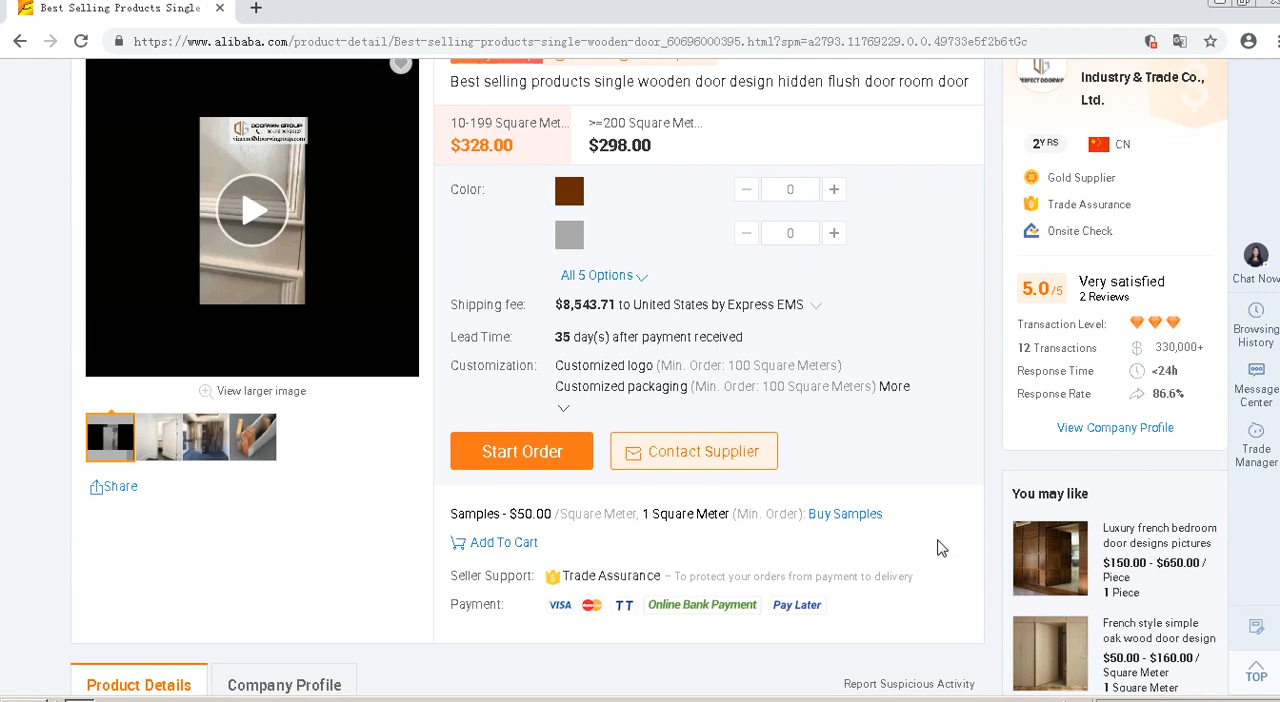 Best Selling Products Single
https://www.alibaba.com/product-detail/Best-selling-products-single-wooden-door_60696000395.html?spm=a2793.11769229.0.0.49733e5f2b6tGc
DOORWIN GROUP
Best selling products single wooden door design hidden flush door room door
10-199 Square Met...
$328.00
>=200 Square Met...
$298.00
Color:
0
0
All 5 Options
Shipping fee: $8,543.71 to United States by Express EMS
Lead Time: 35 day(s) after payment received
Customization: Customized logo (Min. Order: 100 Square Meters)
Customized packaging (Min. Order: 100 Square Meters) More
View larger image
Share
Start Order
Contact Supplier
Samples - $50.00 /Square Meter, 1 Square Meter (Min. Order): Buy Samples
Add To Cart
Seller Support: Trade Assurance – To protect your orders from payment to delivery
Payment: VISA TT Online Bank Payment Pay Later
Product Details
Company Profile
Report Suspicious Activity
Industry & Trade Co.,
Ltd.
2YRS CN
Gold Supplier
Trade Assurance
Onsite Check
5.0/5
Very satisfied
2 Reviews
Transaction Level:
12 Transactions 330,000+
Response Time <24h
Response Rate 86.6%
View Company Profile
You may like
Luxury french bedroom
door designs pictures
$150.00 - $650.00 /
Piece
1 Piece
French style simple
oak wood door design
$50.00 - $160.00 /
Square Meter
1 Square Meter
Chat Now
Browsing
History
Message
Center
Trade
Manager
TOP